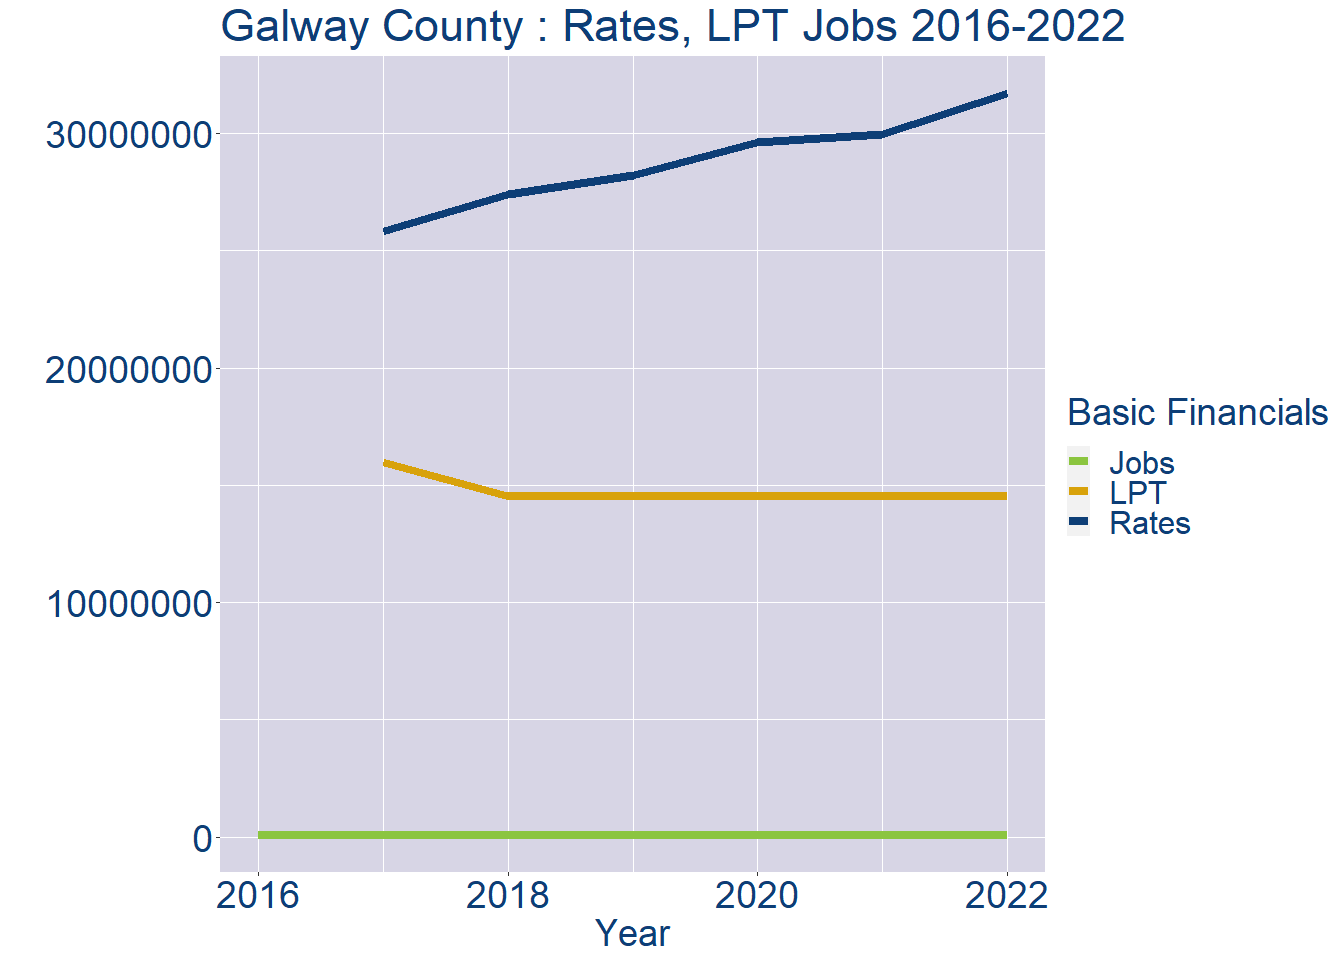 Galway County : Rates, LPT Jobs 2016-2022
30000000
20000000
10000000
0
2016 2018 2020 2022
Year
Basic Financials
Jobs
LPT
Rates